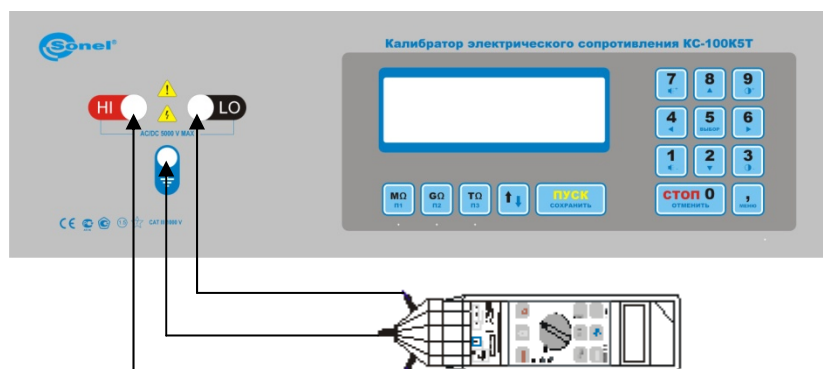 Sonel®
Калибратор электрического сопротивления КС-100К5Т
HI
LO
AC/DC 5000 V MAX
7
8
9
4
5
ВЫБОР
6
1
2
3
MΩ
П1
GΩ
П2
TΩ
П3
ПУСК
СОХРАНИТЬ
СТОП 0
ОТМЕНИТЬ
,
МЕНЮ